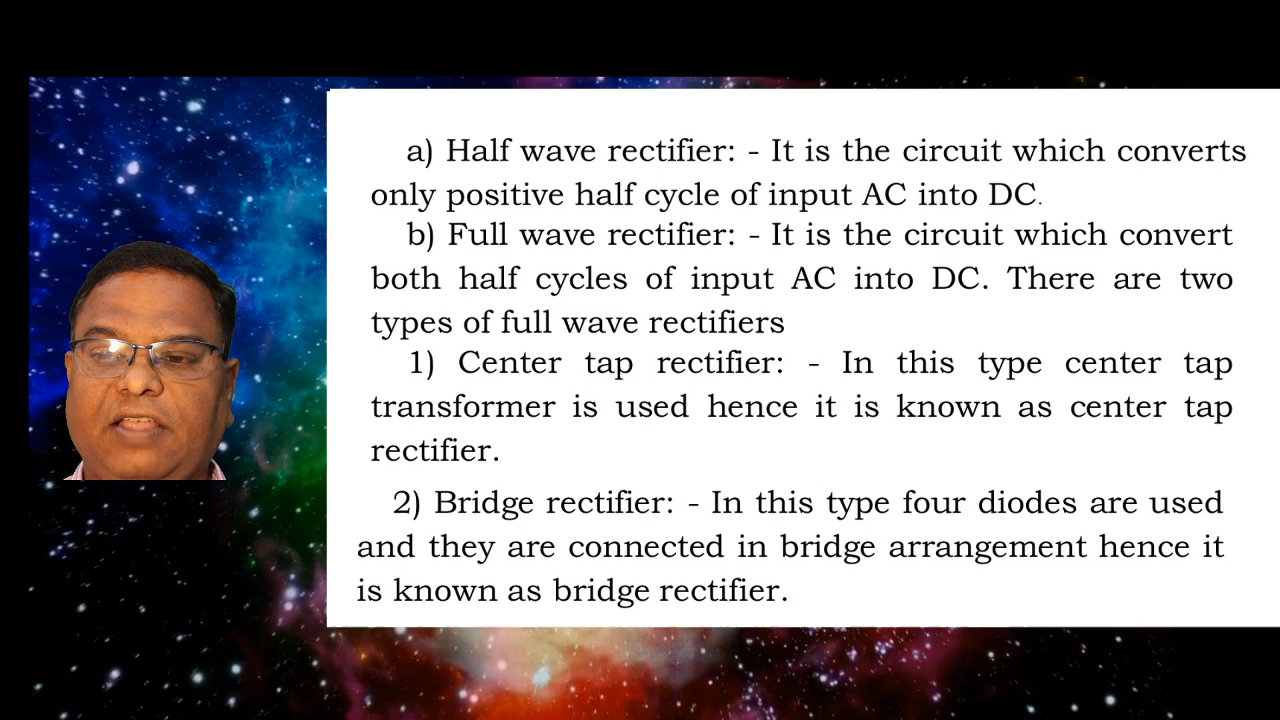 a) Half wave rectifier: - It is the circuit which converts
only positive half cycle of input AC into DC.
b) Full wave rectifier: - It is the circuit which convert
both half cycles of input AC into DC. There are two
types of full wave rectifiers
1) Center tap rectifier: - In this type center tap
transformer is used hence it is known as center tap
rectifier.
2) Bridge rectifier: - In this type four diodes are used
and they are connected in bridge arrangement hence it
is known as bridge rectifier.